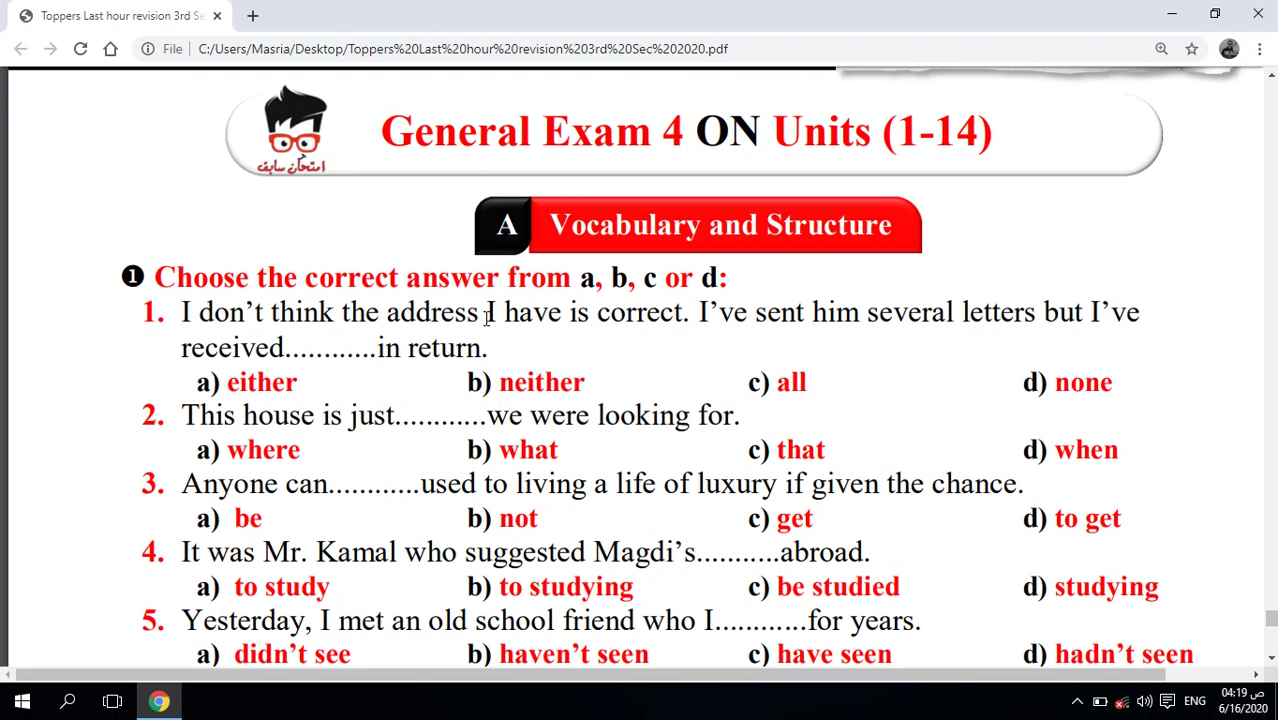 Toppers Last hour revision 3rd Se
File C:/Users/Masria/Desktop/Toppers%20Last%20hour%20revision%203rd%20Sec%202020.pdf
امتحان سابق
General Exam 4 ON Units (1-14)
A Vocabulary and Structure
❶ Choose the correct answer from a, b, c or d:
1. I don’t think the address I have is correct. I’ve sent him several letters but I’ve
received............in return.
a) either b) neither c) all d) none
2. This house is just............we were looking for.
a) where b) what c) that d) when
3. Anyone can............used to living a life of luxury if given the chance.
a) be b) not c) get d) to get
4. It was Mr. Kamal who suggested Magdi’s...........abroad.
a) to study b) to studying c) be studied d) studying
5. Yesterday, I met an old school friend who I............for years.
a) didn’t see b) haven’t seen c) have seen d) hadn’t seen
ENG
04:19 ص
6/16/2020